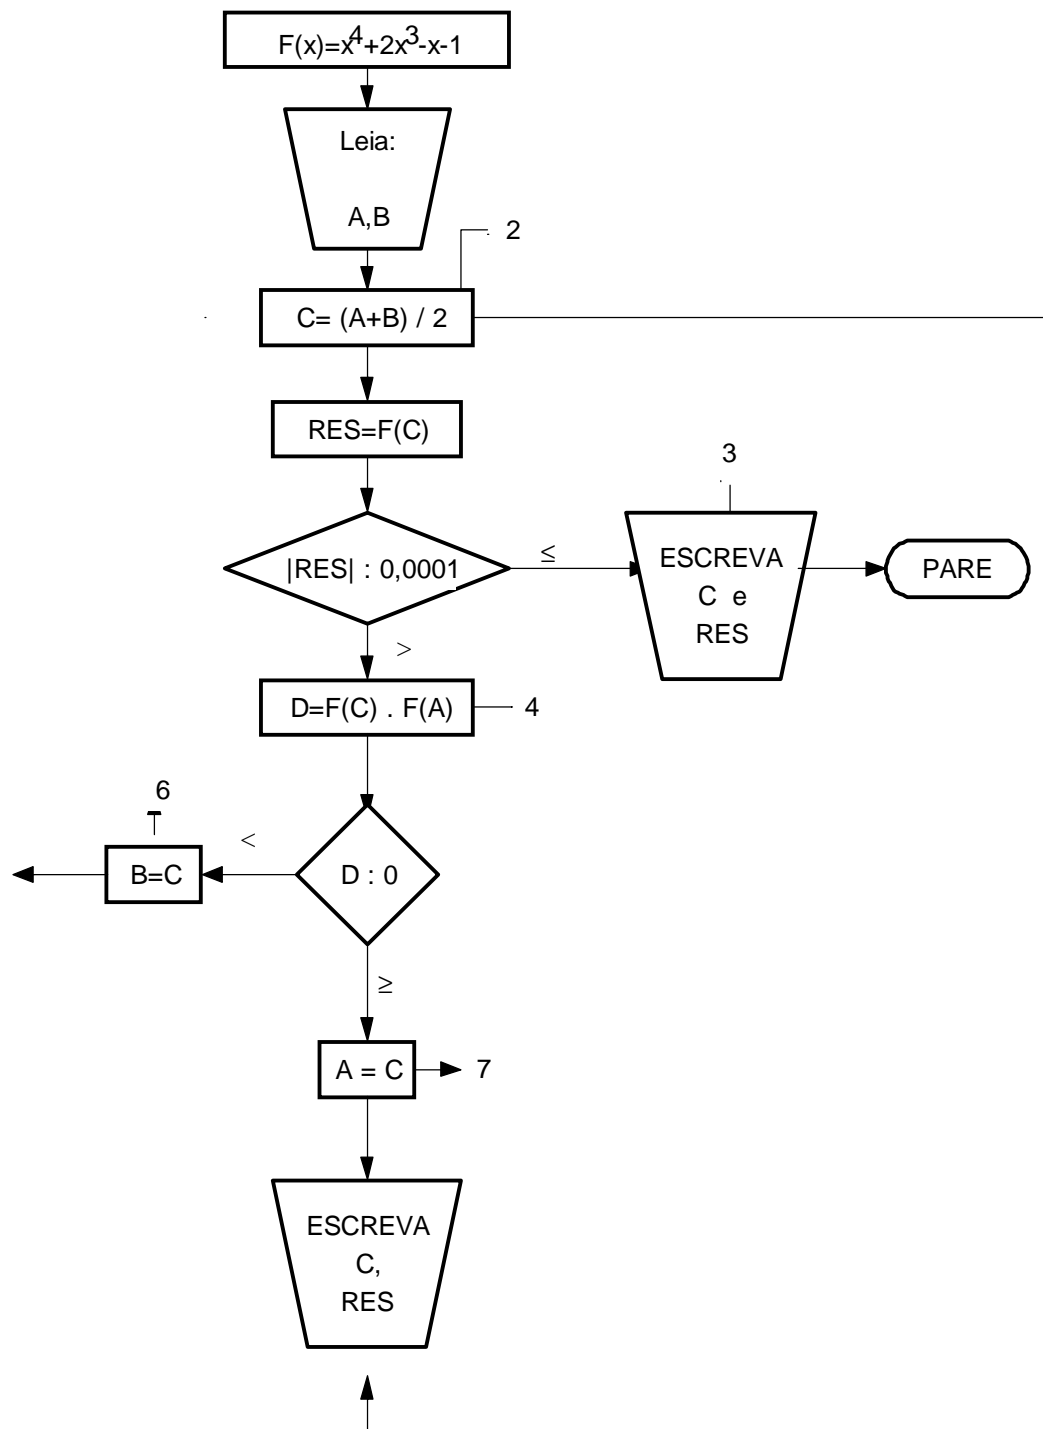 F(x)=x⁴+2x³-x-1
Leia:
A,B
2
C= (A+B) / 2
RES=F(C)
3
|RES| : 0,0001
≤
ESCREVA
C e
RES
PARE
>
D=F(C) . F(A)
4
6
<
B=C
D : 0
≥
A = C
7
ESCREVA
C,
RES